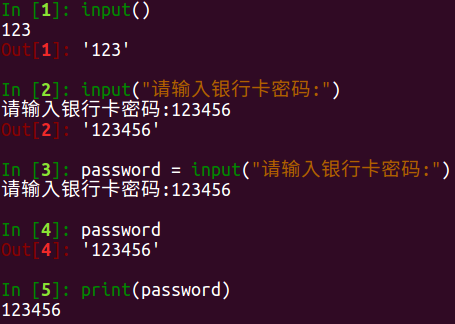 In [1]: input()
123
Out[1]: '123'
In [2]: input("请输入银行卡密码:")
请输入银行卡密码:123456
Out[2]: '123456'
In [3]: password = input("请输入银行卡密码:")
请输入银行卡密码:123456
In [4]: password
Out[4]: '123456'
In [5]: print(password)
123456